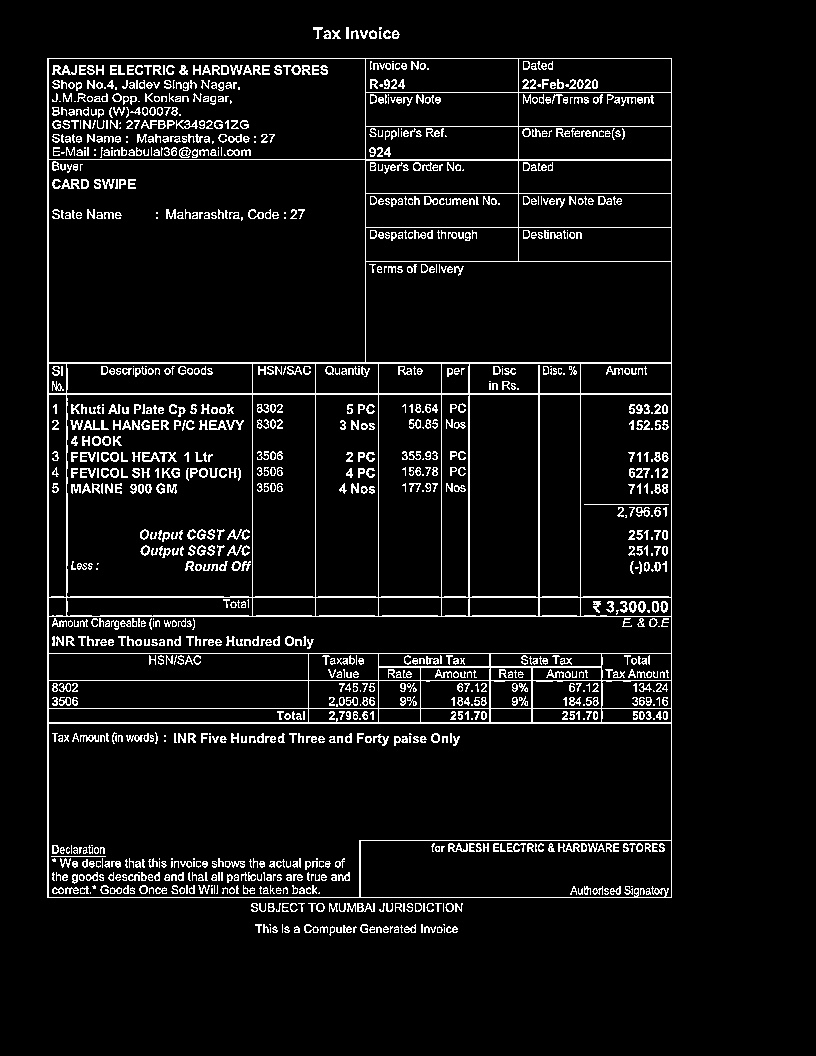 Tax Invoice
RAJESH ELECTRIC & HARDWARE STORES
Shop No.4, Jaldev Singh Nagar,
J.M.Road Opp. Konkan Nagar,
Bhandup (W)-400078.
GSTIN/UIN: 27AFBPK3492G1ZG
State Name : Maharashtra, Code : 27
E-Mail : jainbabulal36@gmail.com
Invoice No. Dated
R-924 22-Feb-2020
Delivery Note Mode/Terms of Payment
Supplier's Ref. Other Reference(s)
924
Buyer
CARD SWIPE
State Name : Maharashtra, Code : 27
Buyer's Order No. Dated
Despatch Document No. Delivery Note Date
Despatched through Destination
Terms of Delivery
Sl No. Description of Goods HSN/SAC Quantity Rate per Disc in Rs. Disc. % Amount
1 Khuti Alu Plate Cp 5 Hook 8302 5 PC 118.64 PC 593.20
2 WALL HANGER P/C HEAVY 8302 3 Nos 50.85 Nos 152.55
4 HOOK
3 FEVICOL HEATX 1 Ltr 3506 2 PC 355.93 PC 711.86
4 FEVICOL SH 1KG (POUCH) 3506 4 PC 156.78 PC 627.12
5 MARINE 900 GM 3506 4 Nos 177.97 Nos 711.88
2,796.61
Output CGST A/C 251.70
Output SGST A/C 251.70
Less : Round Off (-)0.01
Total ₹ 3,300.00
Amount Chargeable (in words) E. & O.E
INR Three Thousand Three Hundred Only
HSN/SAC Taxable Central Tax State Tax Total
Value Rate Amount Rate Amount Tax Amount
8302 745.75 9% 67.12 9% 67.12 134.24
3506 2,050.86 9% 184.58 9% 184.58 369.16
Total 2,796.61 251.70 251.70 503.40
Tax Amount (in words) : INR Five Hundred Three and Forty paise Only
Declaration
* We declare that this invoice shows the actual price of
the goods described and that all particulars are true and
correct.* Goods Once Sold Will not be taken back.
for RAJESH ELECTRIC & HARDWARE STORES
Authorised Signatory
SUBJECT TO MUMBAI JURISDICTION
This is a Computer Generated Invoice